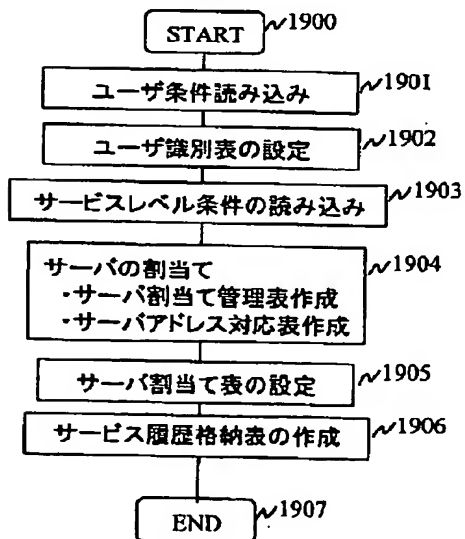 START 1900
ユーザ条件読み込み 1901
ユーザ識別表の設定 1902
サービスレベル条件の読み込み 1903
サーバの割当て 1904
・サーバ割当て管理表作成
・サーバアドレス対応表作成
サーバ割当て表の設定 1905
サービス履歴格納表の作成 1906
END 1907